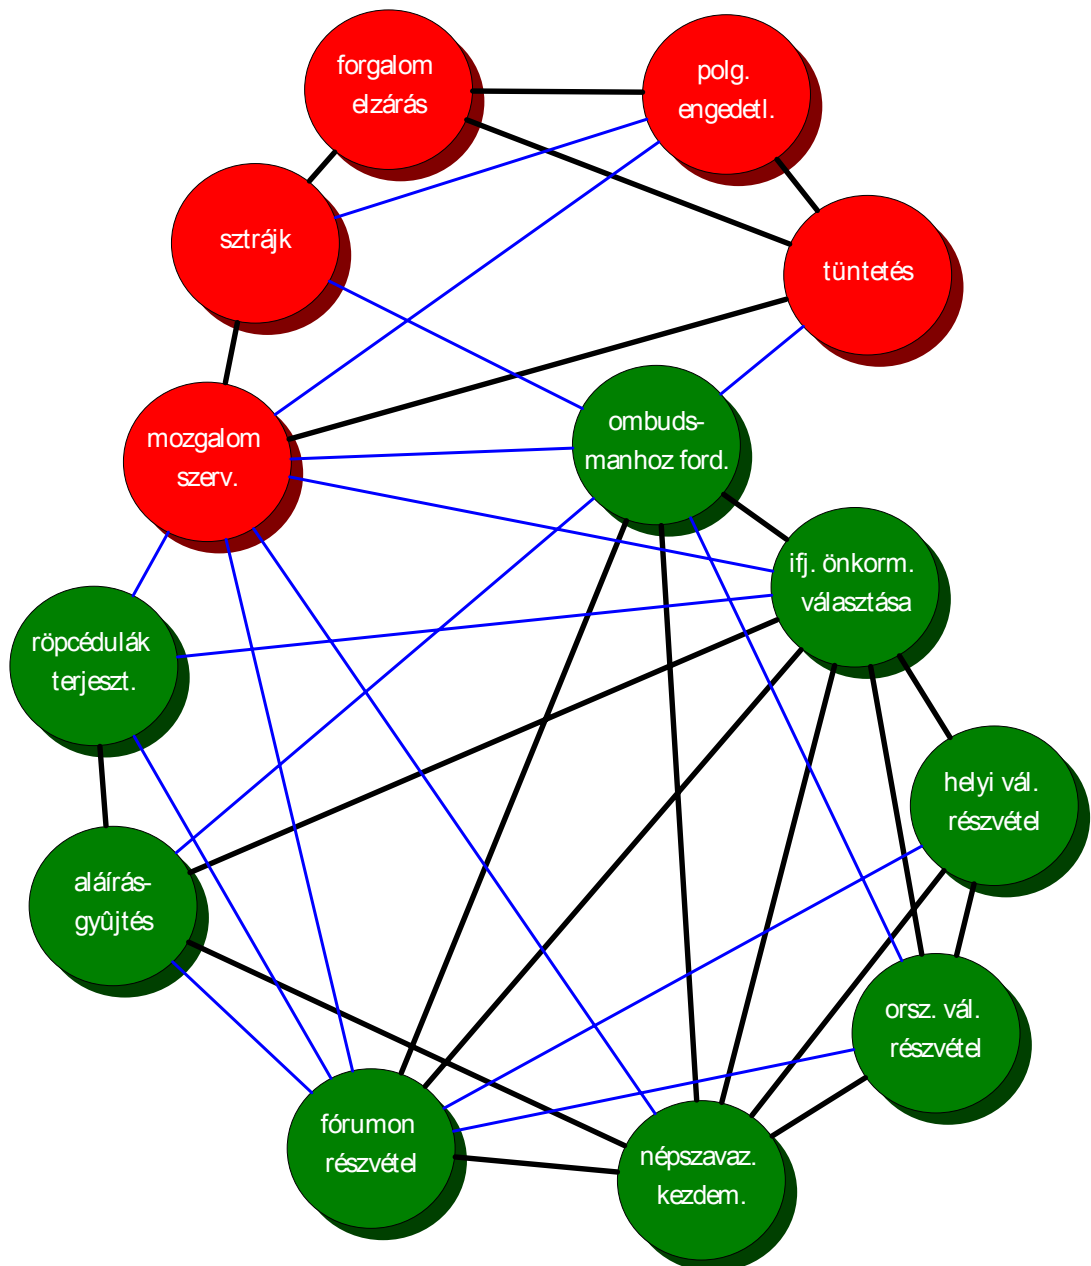 forgalom
elzárás
polg.
engedetl.
sztrájk
tüntetés
mozgalom
szerv.
ombuds-
manhoz ford.
ifj. önkorm.
választása
röpcédulák
terjeszt.
helyi vál.
részvétel
aláírás-
gyûjtés
orsz. vál.
részvétel
fórumon
részvétel
népszavaz.
kezdem.